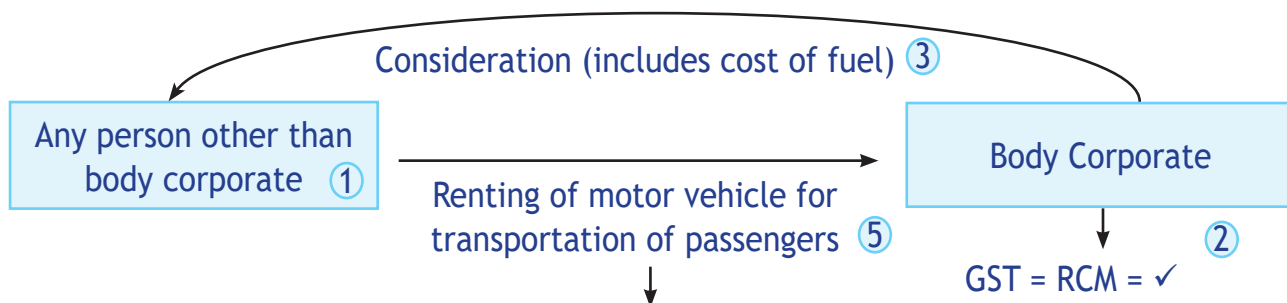 Consideration (includes cost of fuel) 3
Any person other than
body corporate 1
Renting of motor vehicle for
transportation of passengers 5
Body Corporate
2
GST = RCM = ✓